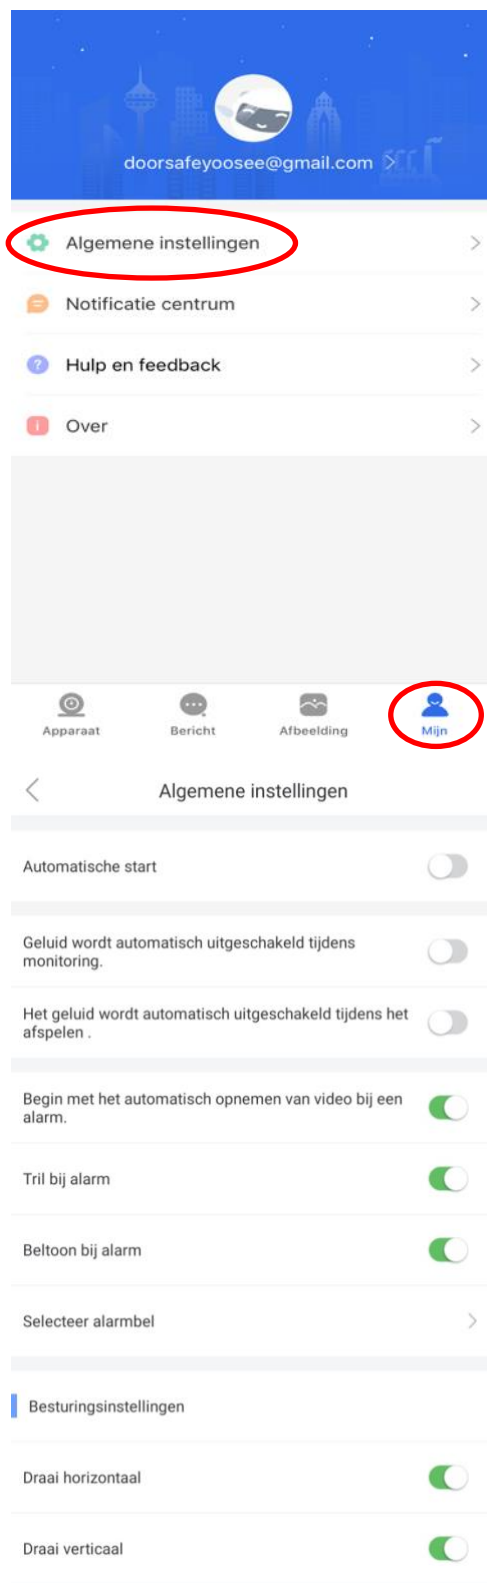 doorsafeyoosee@gmail.com
Algemene instellingen
Notificatie centrum
Hulp en feedback
Over
Apparaat
Bericht
Afbeelding
Mijn
Algemene instellingen
Automatische start
Geluid wordt automatisch uitgeschakeld tijdens
monitoring.
Het geluid wordt automatisch uitgeschakeld tijdens het
afspelen .
Begin met het automatisch opnemen van video bij een
alarm.
Tril bij alarm
Beltoon bij alarm
Selecteer alarmbel
Besturingsinstellingen
Draai horizontaal
Draai verticaal